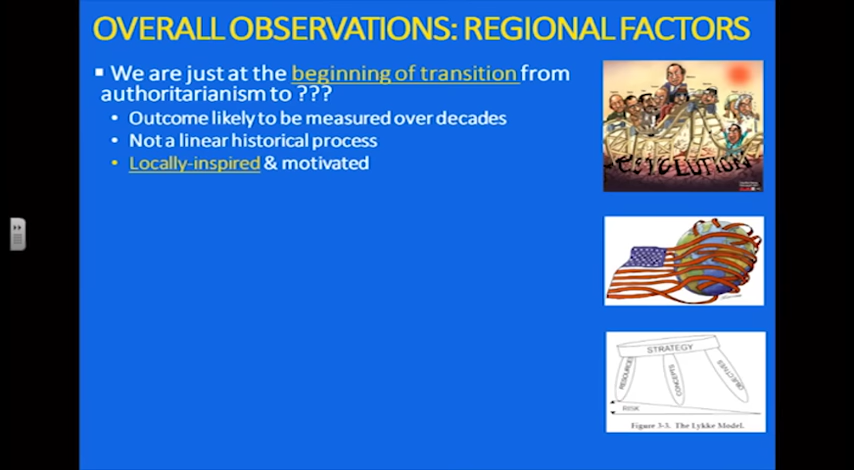 OVERALL OBSERVATIONS: REGIONAL FACTORS
▪ We are just at the beginning of transition from
authoritarianism to ???
• Outcome likely to be measured over decades
• Not a linear historical process
• Locally-inspired & motivated
STRATEGY
RESOURCES
CONCEPTS
OBJECTIVES
RISK
Figure 3-3. The Lykke Model.